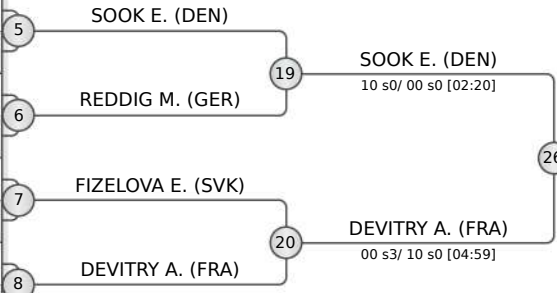 SOOK E. (DEN)
5
SOOK E. (DEN)
19
10 s0/ 00 s0 [02:20]
REDDIG M. (GER)
6
26
FIZELOVA E. (SVK)
7
DEVITRY A. (FRA)
20
00 s3/ 10 s0 [04:59]
DEVITRY A. (FRA)
8